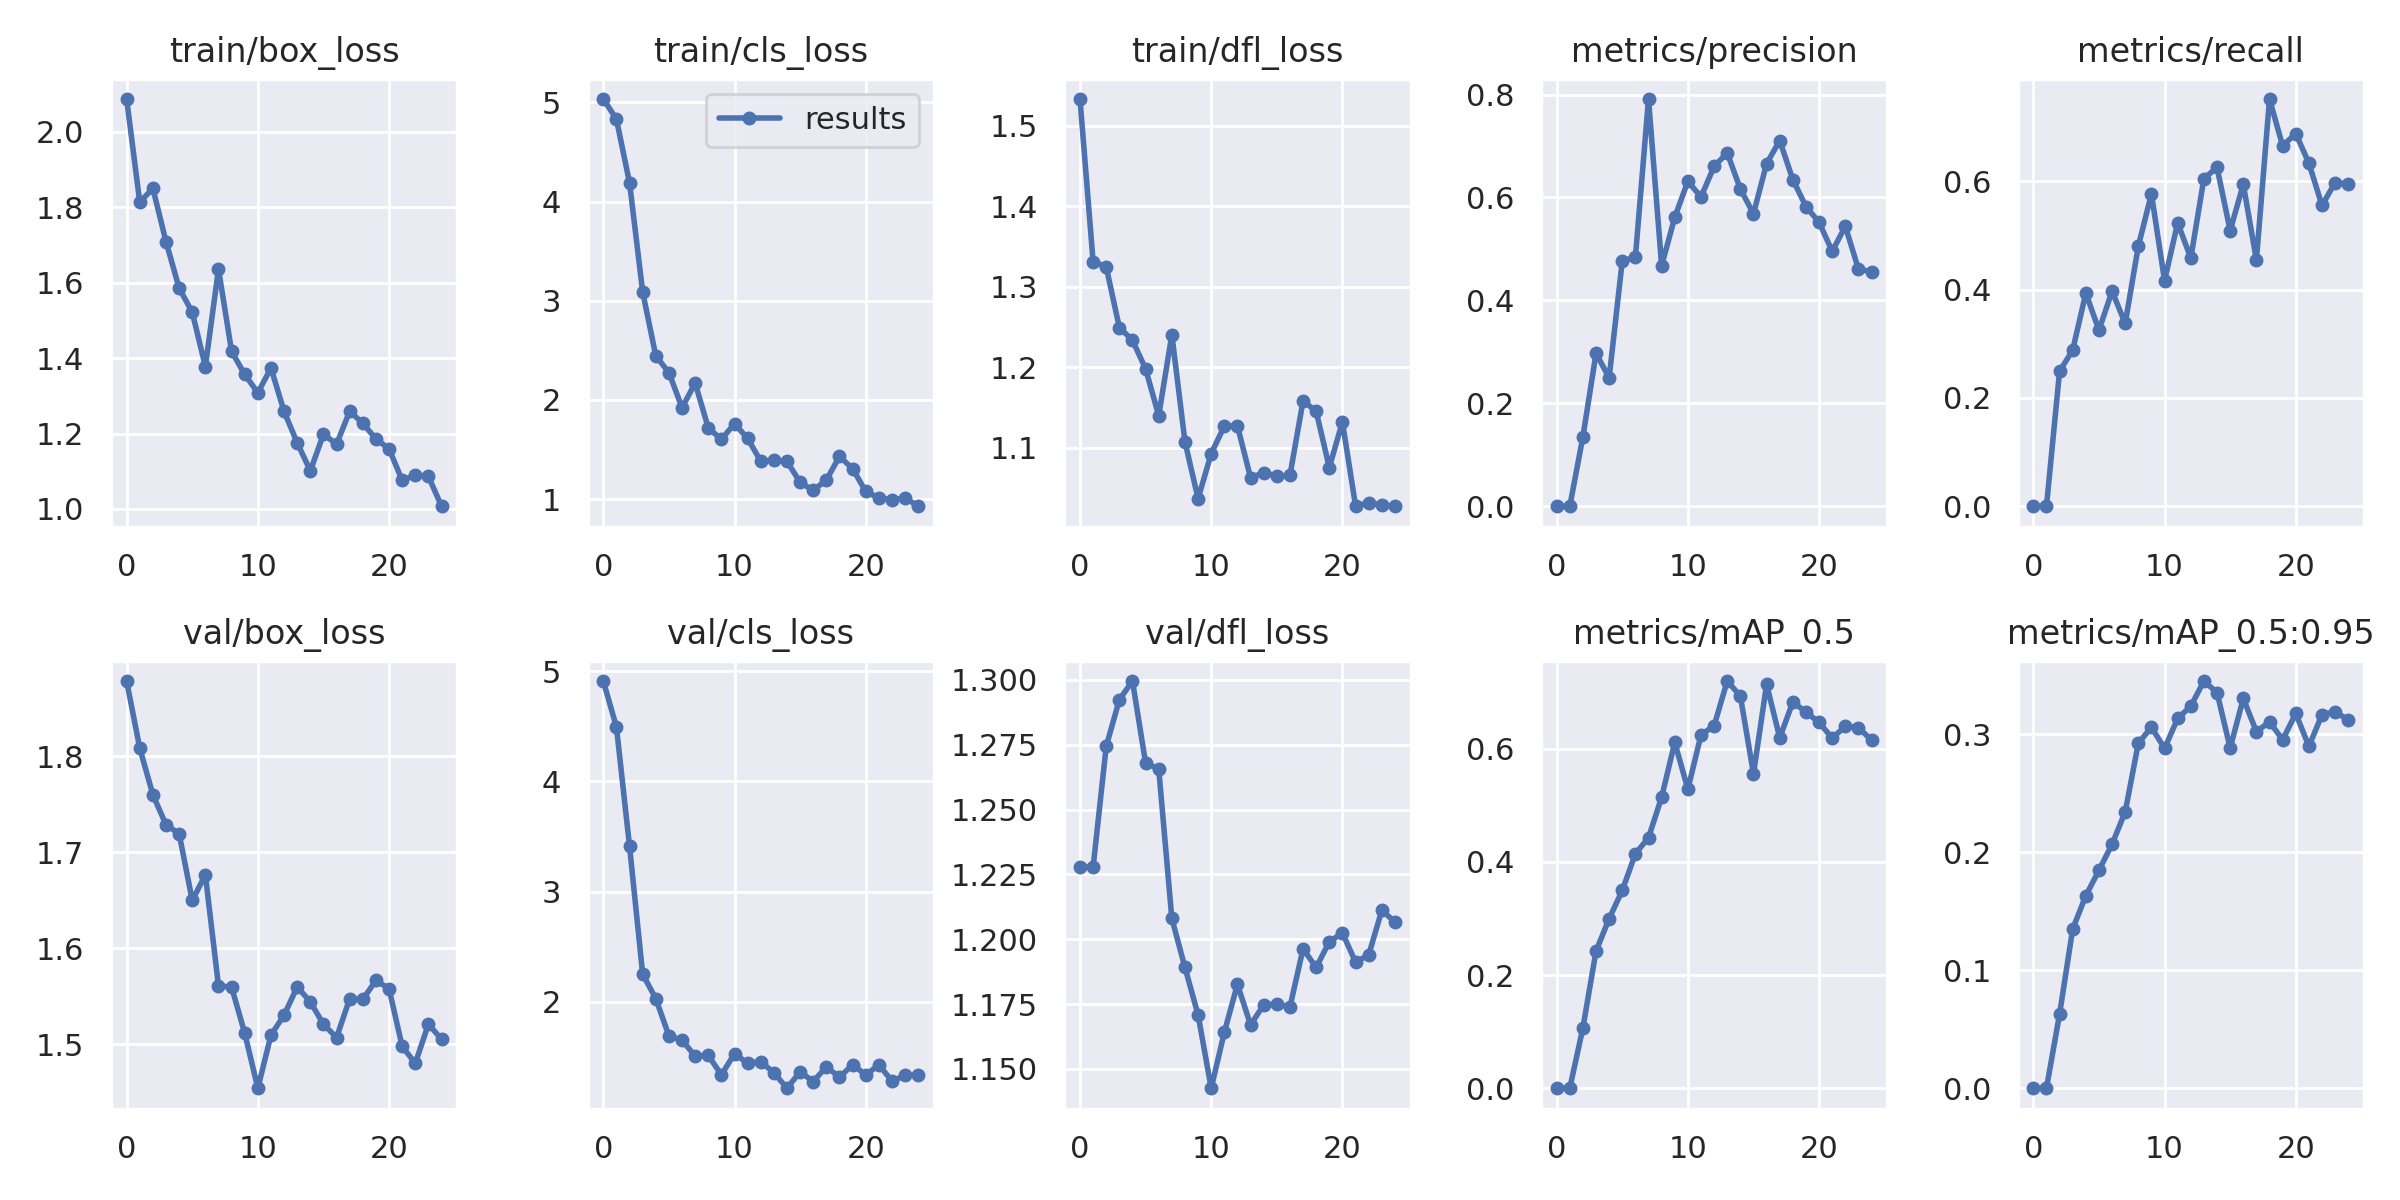 train/box_loss
train/cls_loss
train/dfl_loss
metrics/precision
metrics/recall
2.0
1.8
1.6
1.4
1.2
1.0
0 10 20
5
4
3
2
1
results
0 10 20
1.5
1.4
1.3
1.2
1.1
0 10 20
0.8
0.6
0.4
0.2
0.0
0 10 20
0.6
0.4
0.2
0.0
0 10 20
val/box_loss
val/cls_loss
val/dfl_loss
metrics/mAP_0.5
metrics/mAP_0.5:0.95
1.8
1.7
1.6
1.5
0 10 20
5
4
3
2
0 10 20
1.300
1.275
1.250
1.225
1.200
1.175
1.150
0 10 20
0.6
0.4
0.2
0.0
0 10 20
0.3
0.2
0.1
0.0
0 10 20